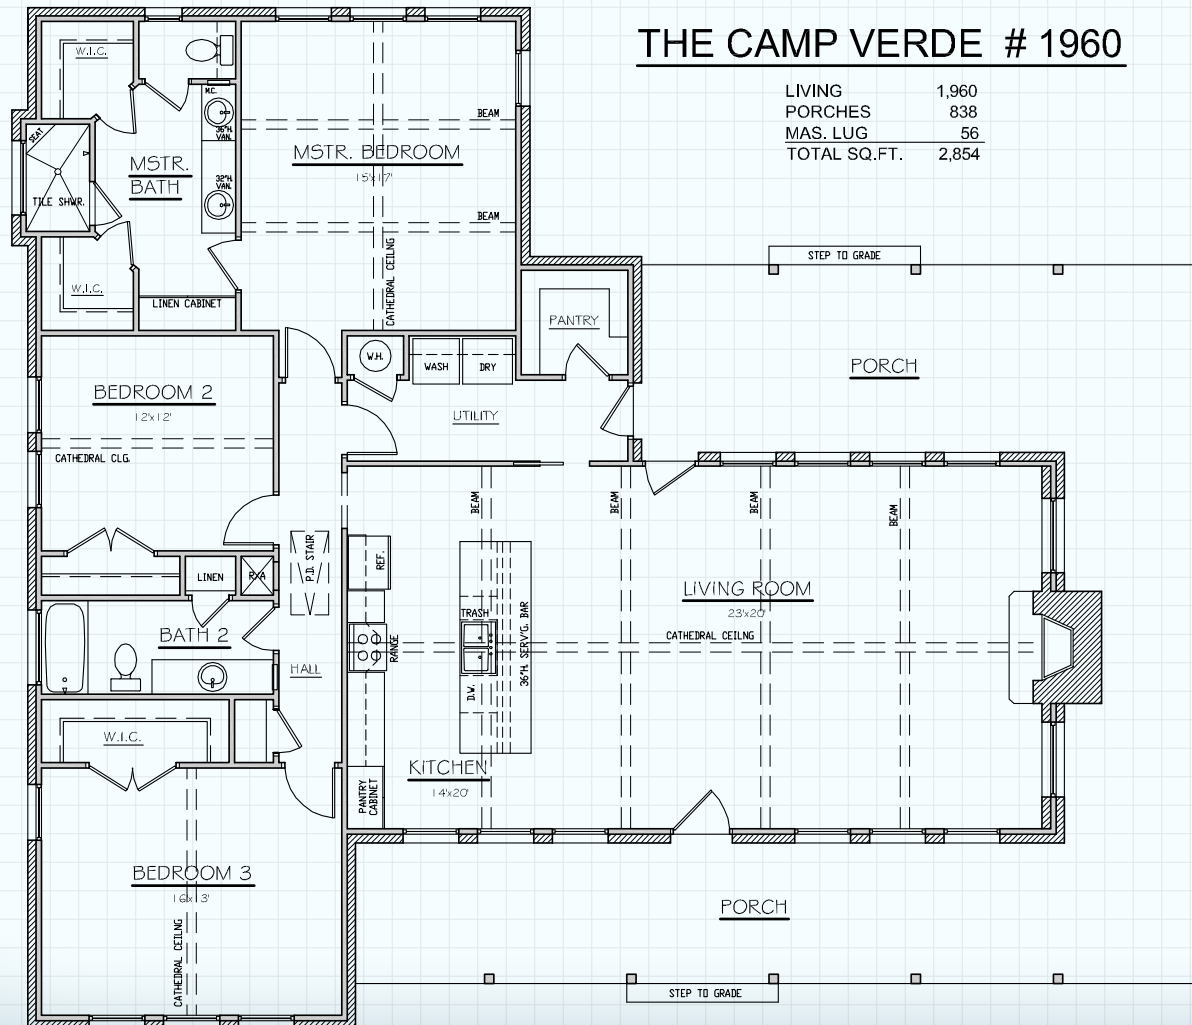 THE CAMP VERDE # 1960
LIVING 1,960
PORCHES 838
MAS. LUG 56
TOTAL SQ.FT. 2,854
W.I.C.
M.C.
36"H.
VAN.
BEAM
SEAT
MSTR.
BATH
MSTR. BEDROOM
15'x17'
32"H.
VAN.
TILE SHWR.
BEAM
CATHEDRAL CEILNG
W.I.C.
LINEN CABINET
STEP TO GRADE
PANTRY
W.H.
WASH
DRY
PORCH
BEDROOM 2
12'x12'
UTILITY
CATHEDRAL CLG.
BEAM
BEAM
BEAM
BEAM
P.D. STAIR
REF.
LINEN
R/A
LIVING ROOM
23'x20'
TRASH
36"H. SERV'G. BAR
BATH 2
CATHEDRAL CEILNG
RANGE
HALL
D.W.
W.I.C.
KITCHEN
14'x20'
PANTRY
CABINET
BEDROOM 3
16'x13'
CATHEDRAL CEILNG
PORCH
STEP TO GRADE